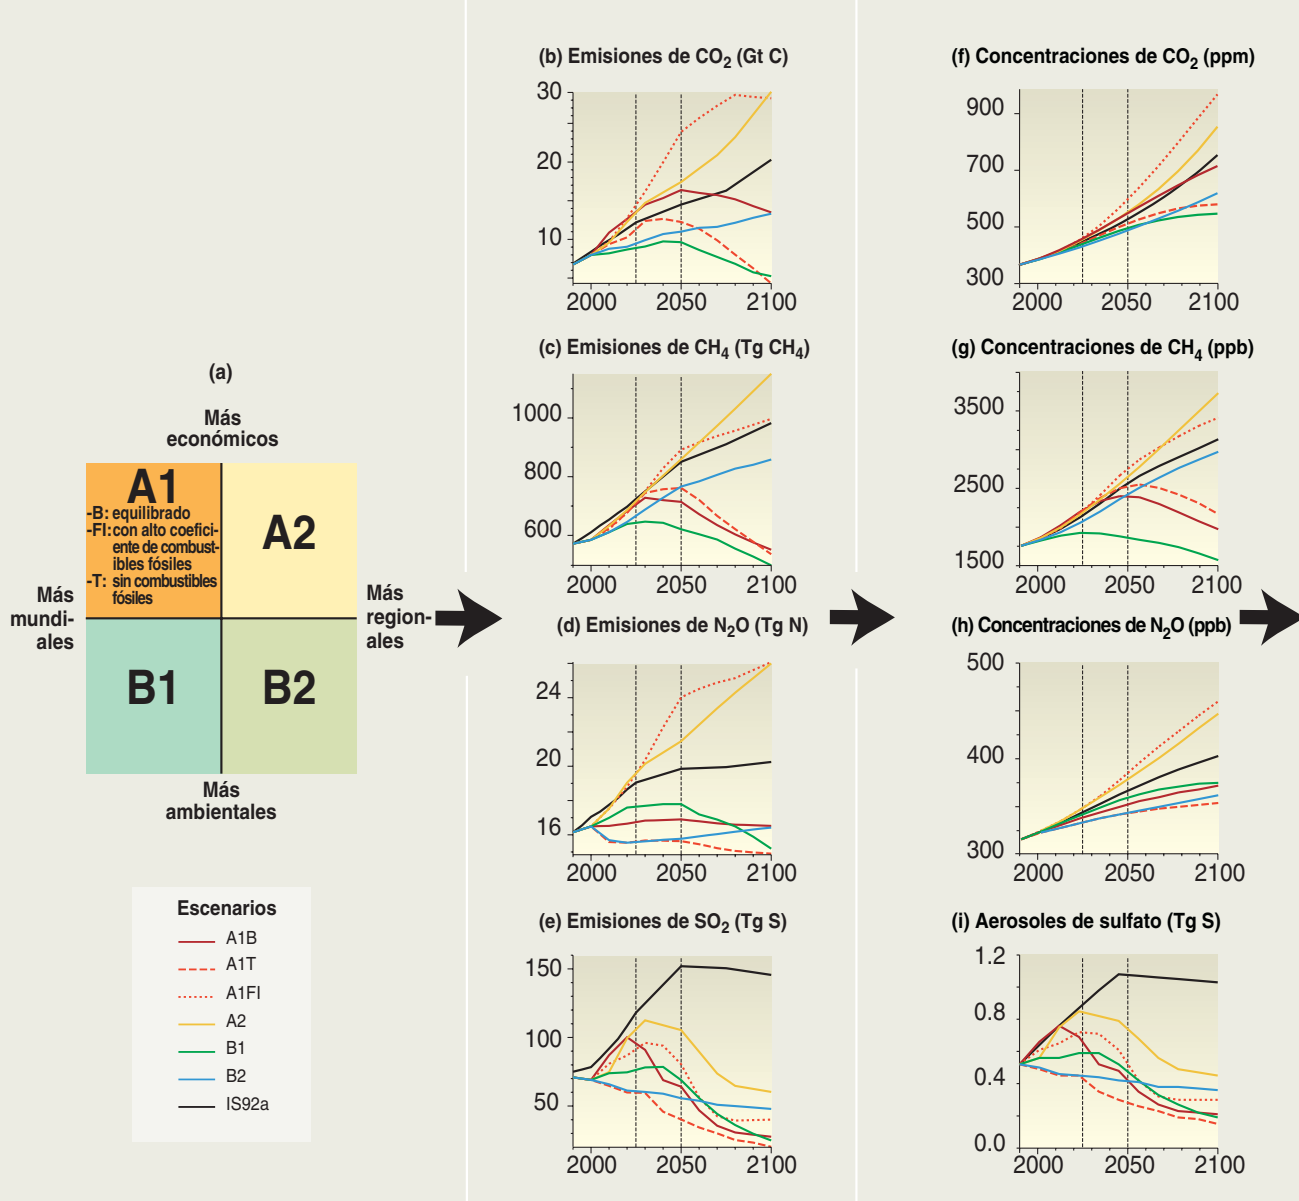 (a)
Más
económicos
A1
-B: equilibrado
-FI: con alto coefici-
ente de combust-
ibles fósiles
-T: sin combustibles
fósiles
A2
Más
mundi-
ales
Más
region-
ales
B1
B2
Más
ambientales
Escenarios
A1B
A1T
A1FI
A2
B1
B2
IS92a
(b) Emisiones de CO₂ (Gt C)
30
20
10
2000 2050 2100
(c) Emisiones de CH₄ (Tg CH₄)
1000
800
600
2000 2050 2100
(d) Emisiones de N₂O (Tg N)
24
20
16
2000 2050 2100
(e) Emisiones de SO₂ (Tg S)
150
100
50
2000 2050 2100
(f) Concentraciones de CO₂ (ppm)
900
700
500
300
2000 2050 2100
(g) Concentraciones de CH₄ (ppb)
3500
2500
1500
2000 2050 2100
(h) Concentraciones de N₂O (ppb)
500
400
300
2000 2050 2100
(i) Aerosoles de sulfato (Tg S)
1.2
0.8
0.4
0.0
2000 2050 2100